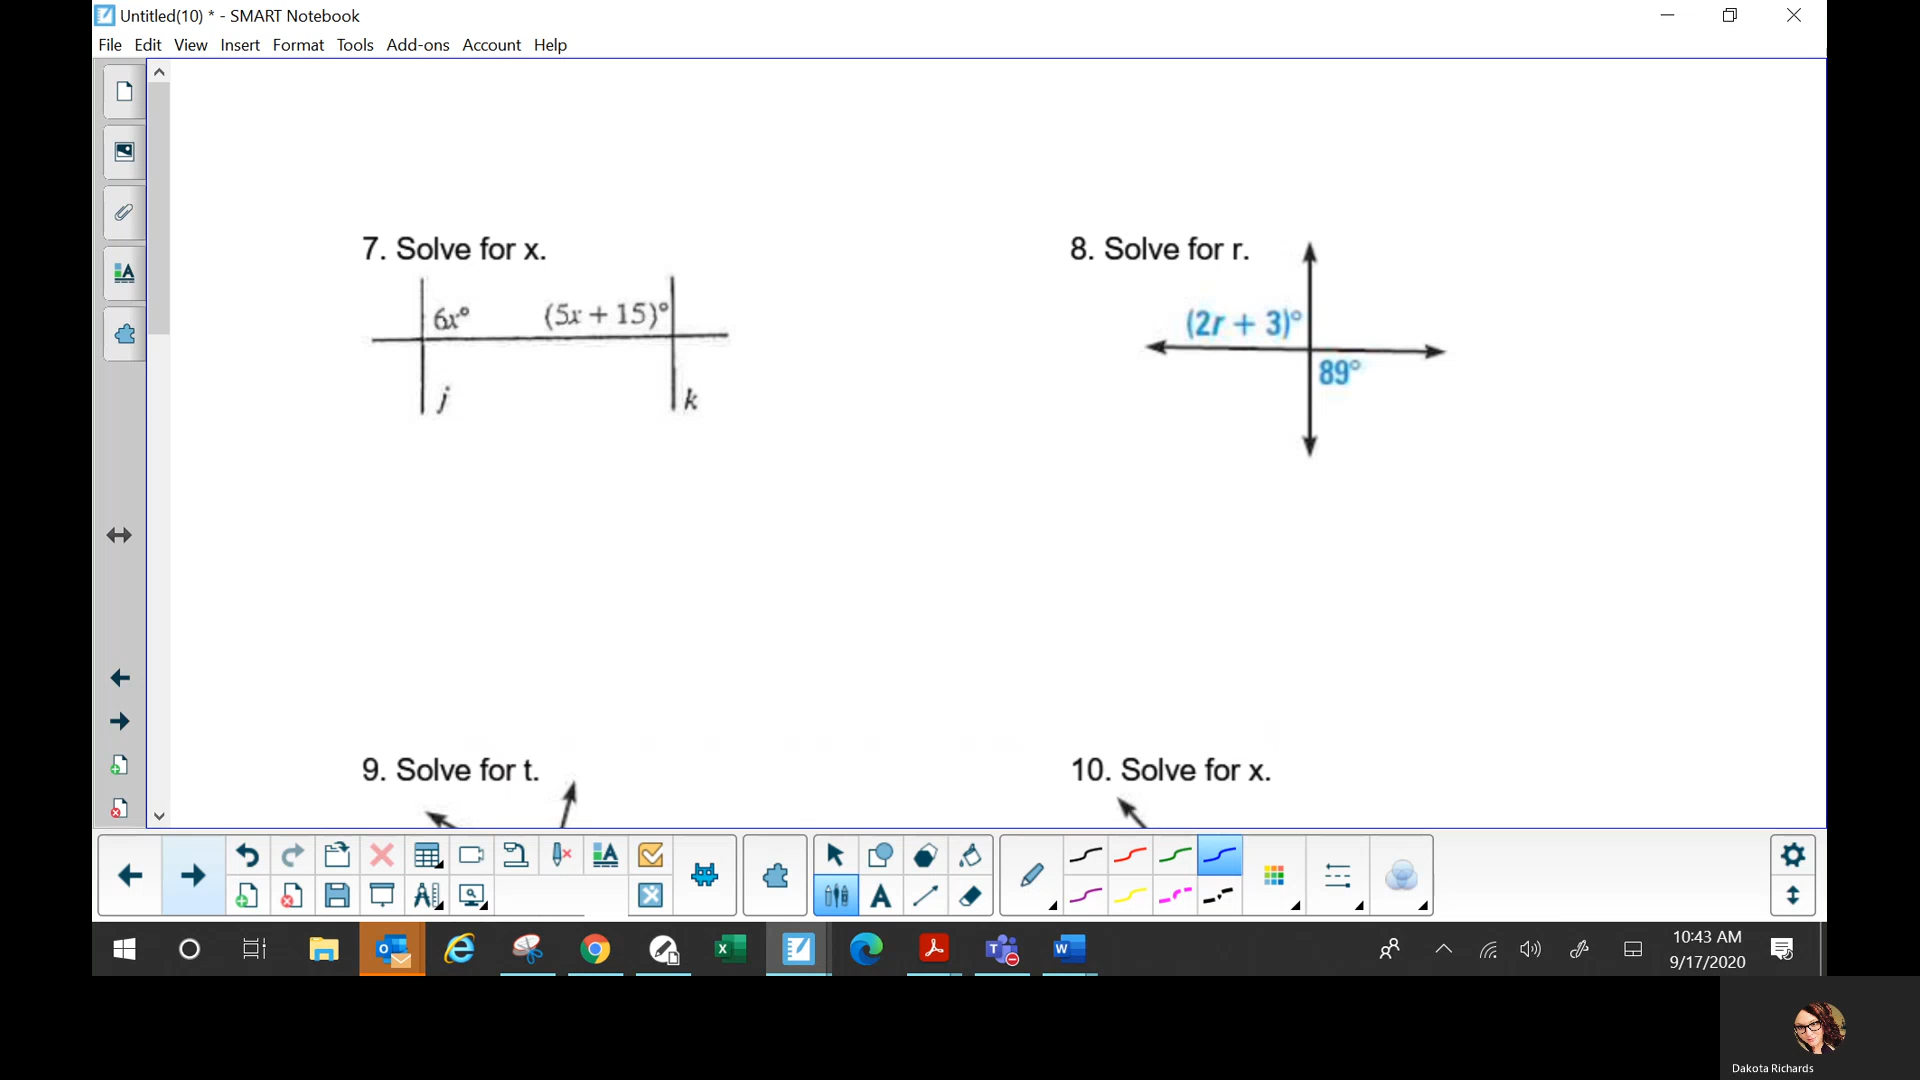 Untitled(10) * - SMART Notebook
File Edit View Insert Format Tools Add-ons Account Help
7. Solve for x.
6x°
(5x + 15)°
j
k
8. Solve for r.
(2r + 3)°
89°
9. Solve for t.
10. Solve for x.
10:43 AM
9/17/2020
Dakota Richards